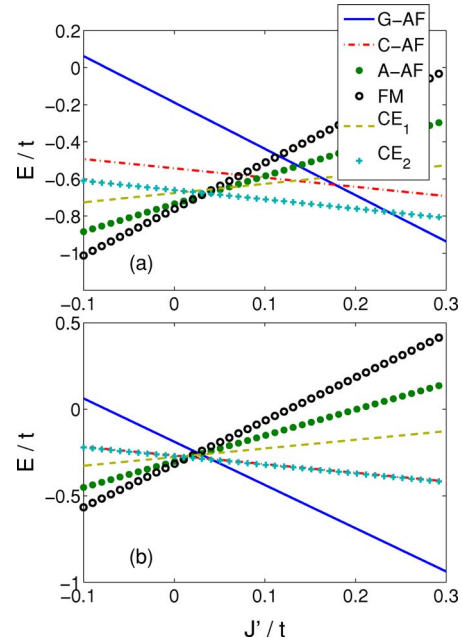 0.2
0
-0.2
-0.4
-0.6
-0.8
-1
E / t
G-AF
C-AF
A-AF
FM
CE1
CE2
(a)
-0.1 0 0.1 0.2 0.3
0.5
0
-0.5
-1
E / t
(b)
-0.1 0 0.1 0.2 0.3
J' / t